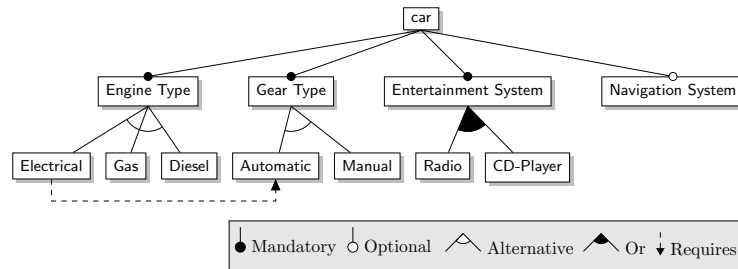 car
Engine Type Gear Type Entertainment System Navigation System
Electrical Gas Diesel Automatic Manual Radio CD-Player
Mandatory Optional Alternative Or Requires